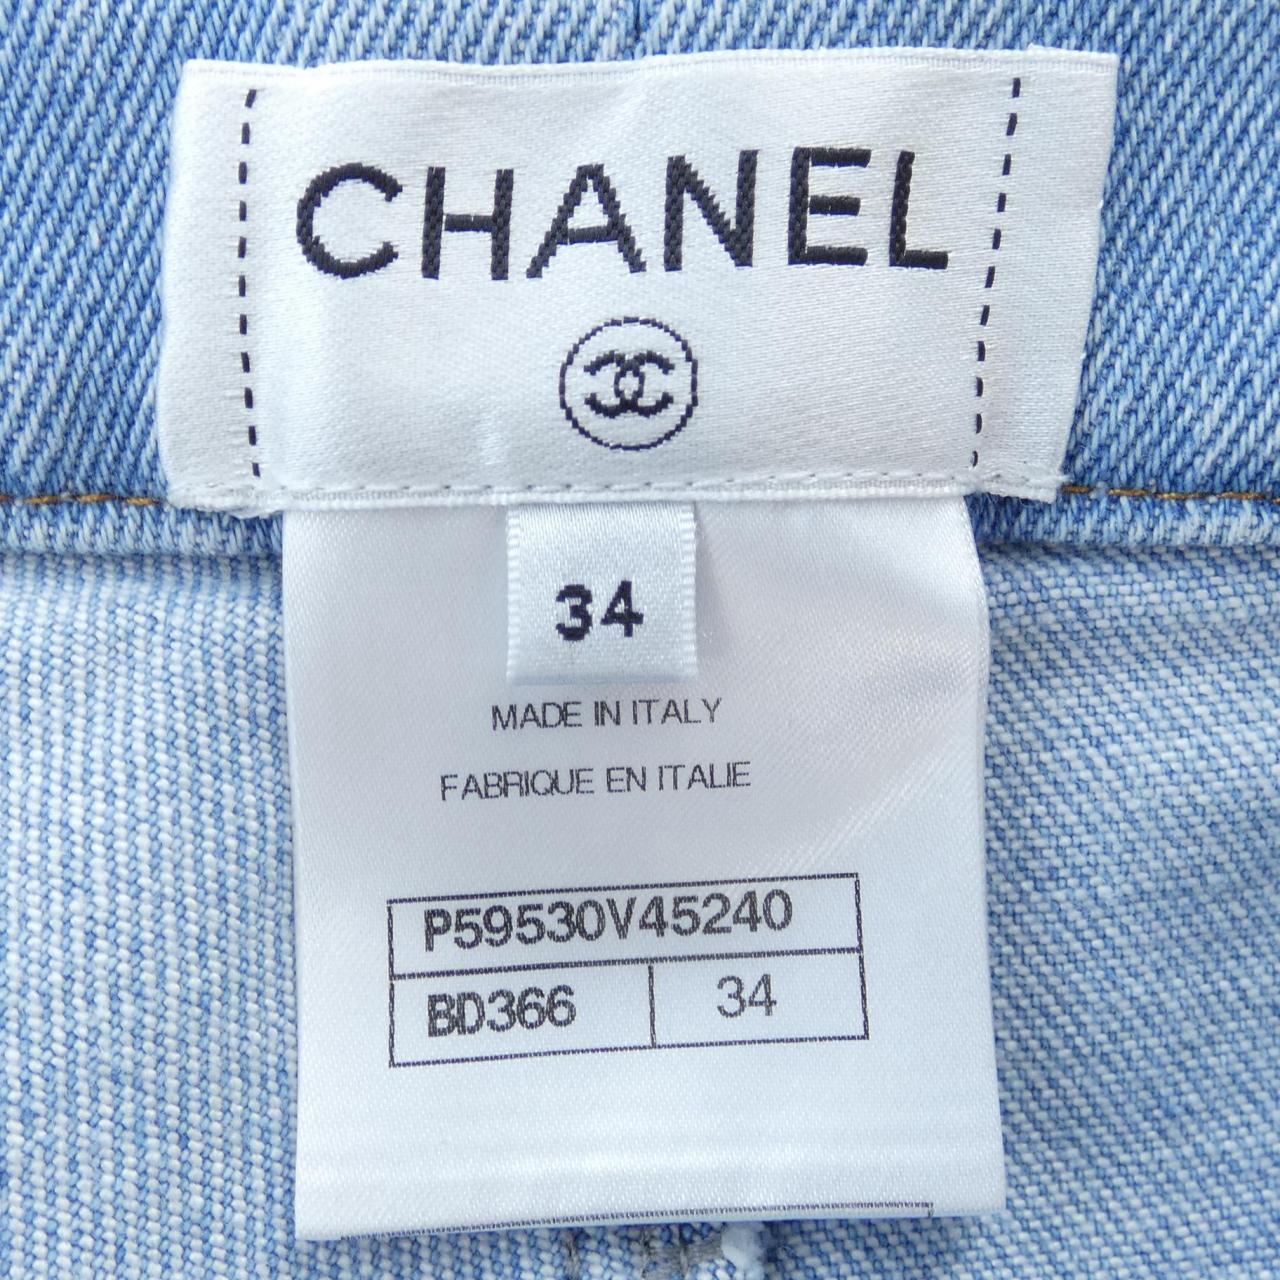 CHANEL
34
MADE IN ITALY
FABRIQUE EN ITALIE
P59530V45240
BD366 34